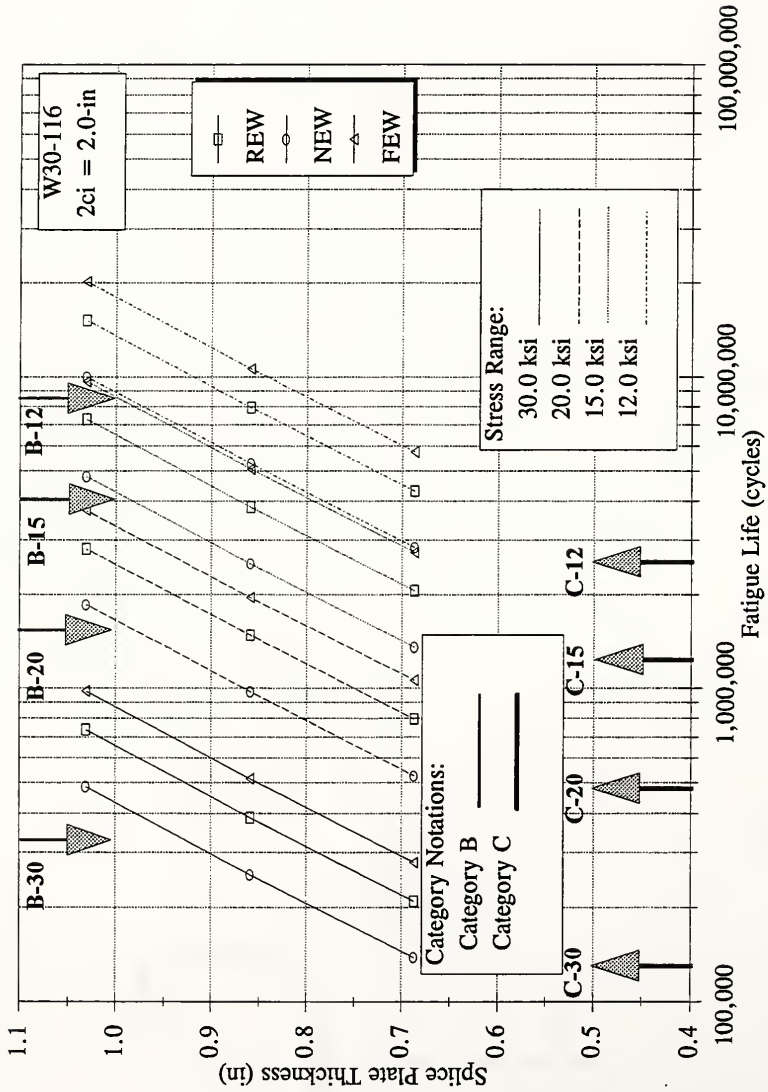 W30-116
2ci = 2.0-in
REW
NEW
FEW
B-30
B-20
B-15
B-12
Stress Range:
30.0 ksi
20.0 ksi
15.0 ksi
12.0 ksi
Category Notations:
Category B
Category C
C-30
C-20
C-15
C-12
1.1
1.0
0.9
0.8
0.7
0.6
0.5
0.4
Splice Plate Thickness (in)
100,000
1,000,000
10,000,000
100,000,000
Fatigue Life (cycles)